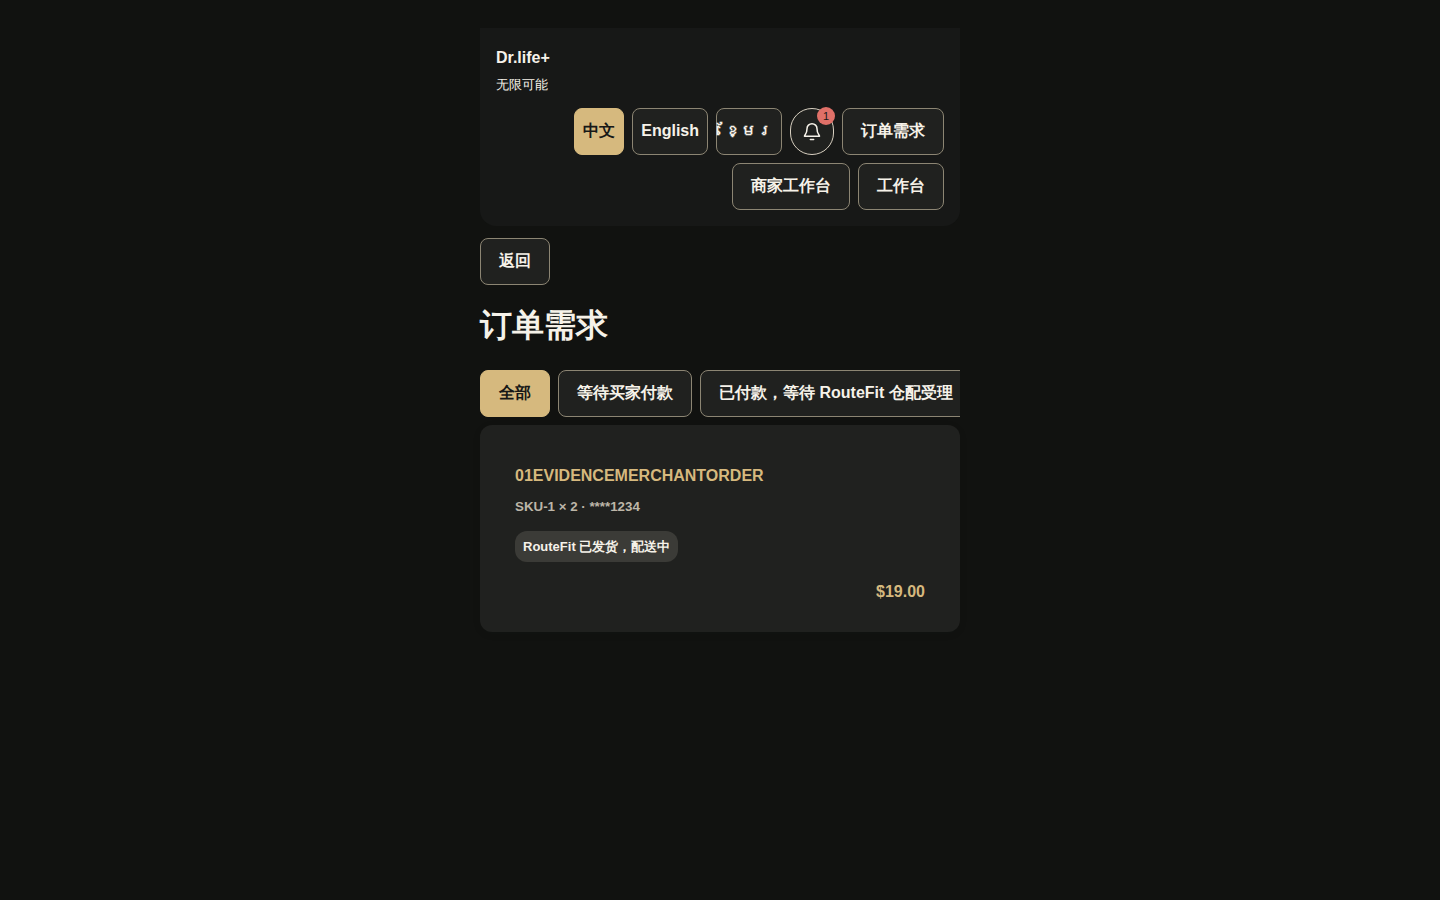 Dr.life+
无限可能
中文 English ខ្មែរ 1 订单需求
商家工作台 工作台
返回
订单需求
全部 等待买家付款 已付款，等待 RouteFit 仓配受理
01EVIDENCEMERCHANTORDER
SKU-1 × 2 · ****1234
RouteFit 已发货，配送中
$19.00